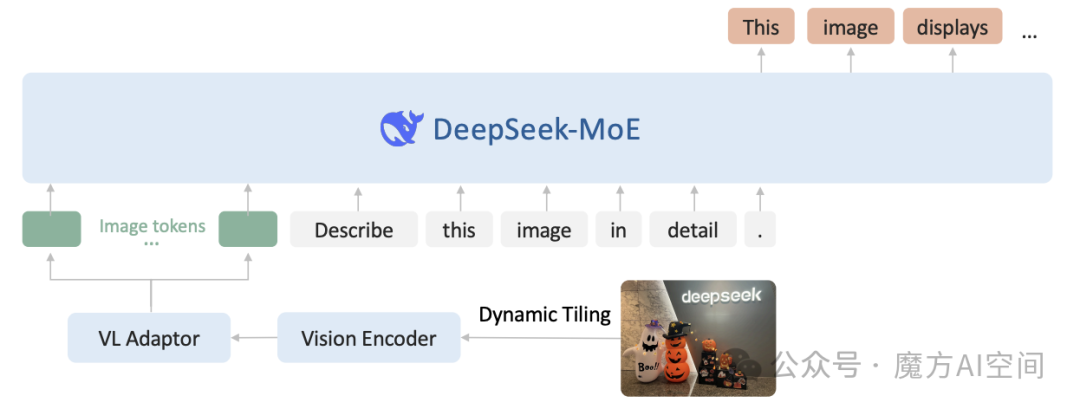 This image displays ...
DeepSeek-MoE
Image tokens
...
Describe this image in detail .
Dynamic Tiling
deepseek
VL Adaptor
Vision Encoder
Boo!!
公众号 · 魔方AI空间